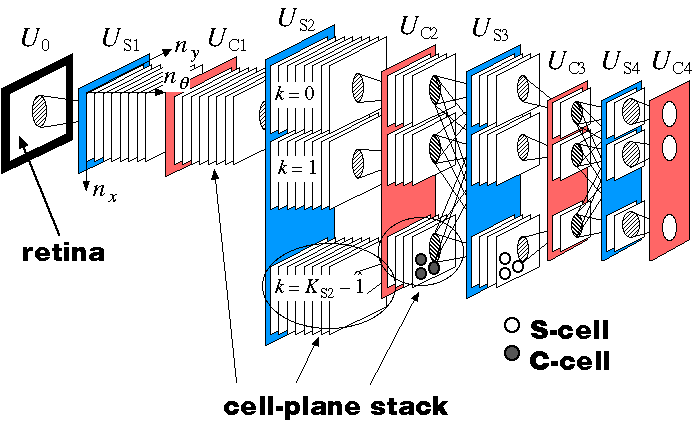 U0
US1
UC1
US2
UC2
US3
UC3
US4
UC4
ny
nθ
nx
k = 0
k = 1
k = KS2 − 1
retina
S-cell
C-cell
cell-plane stack